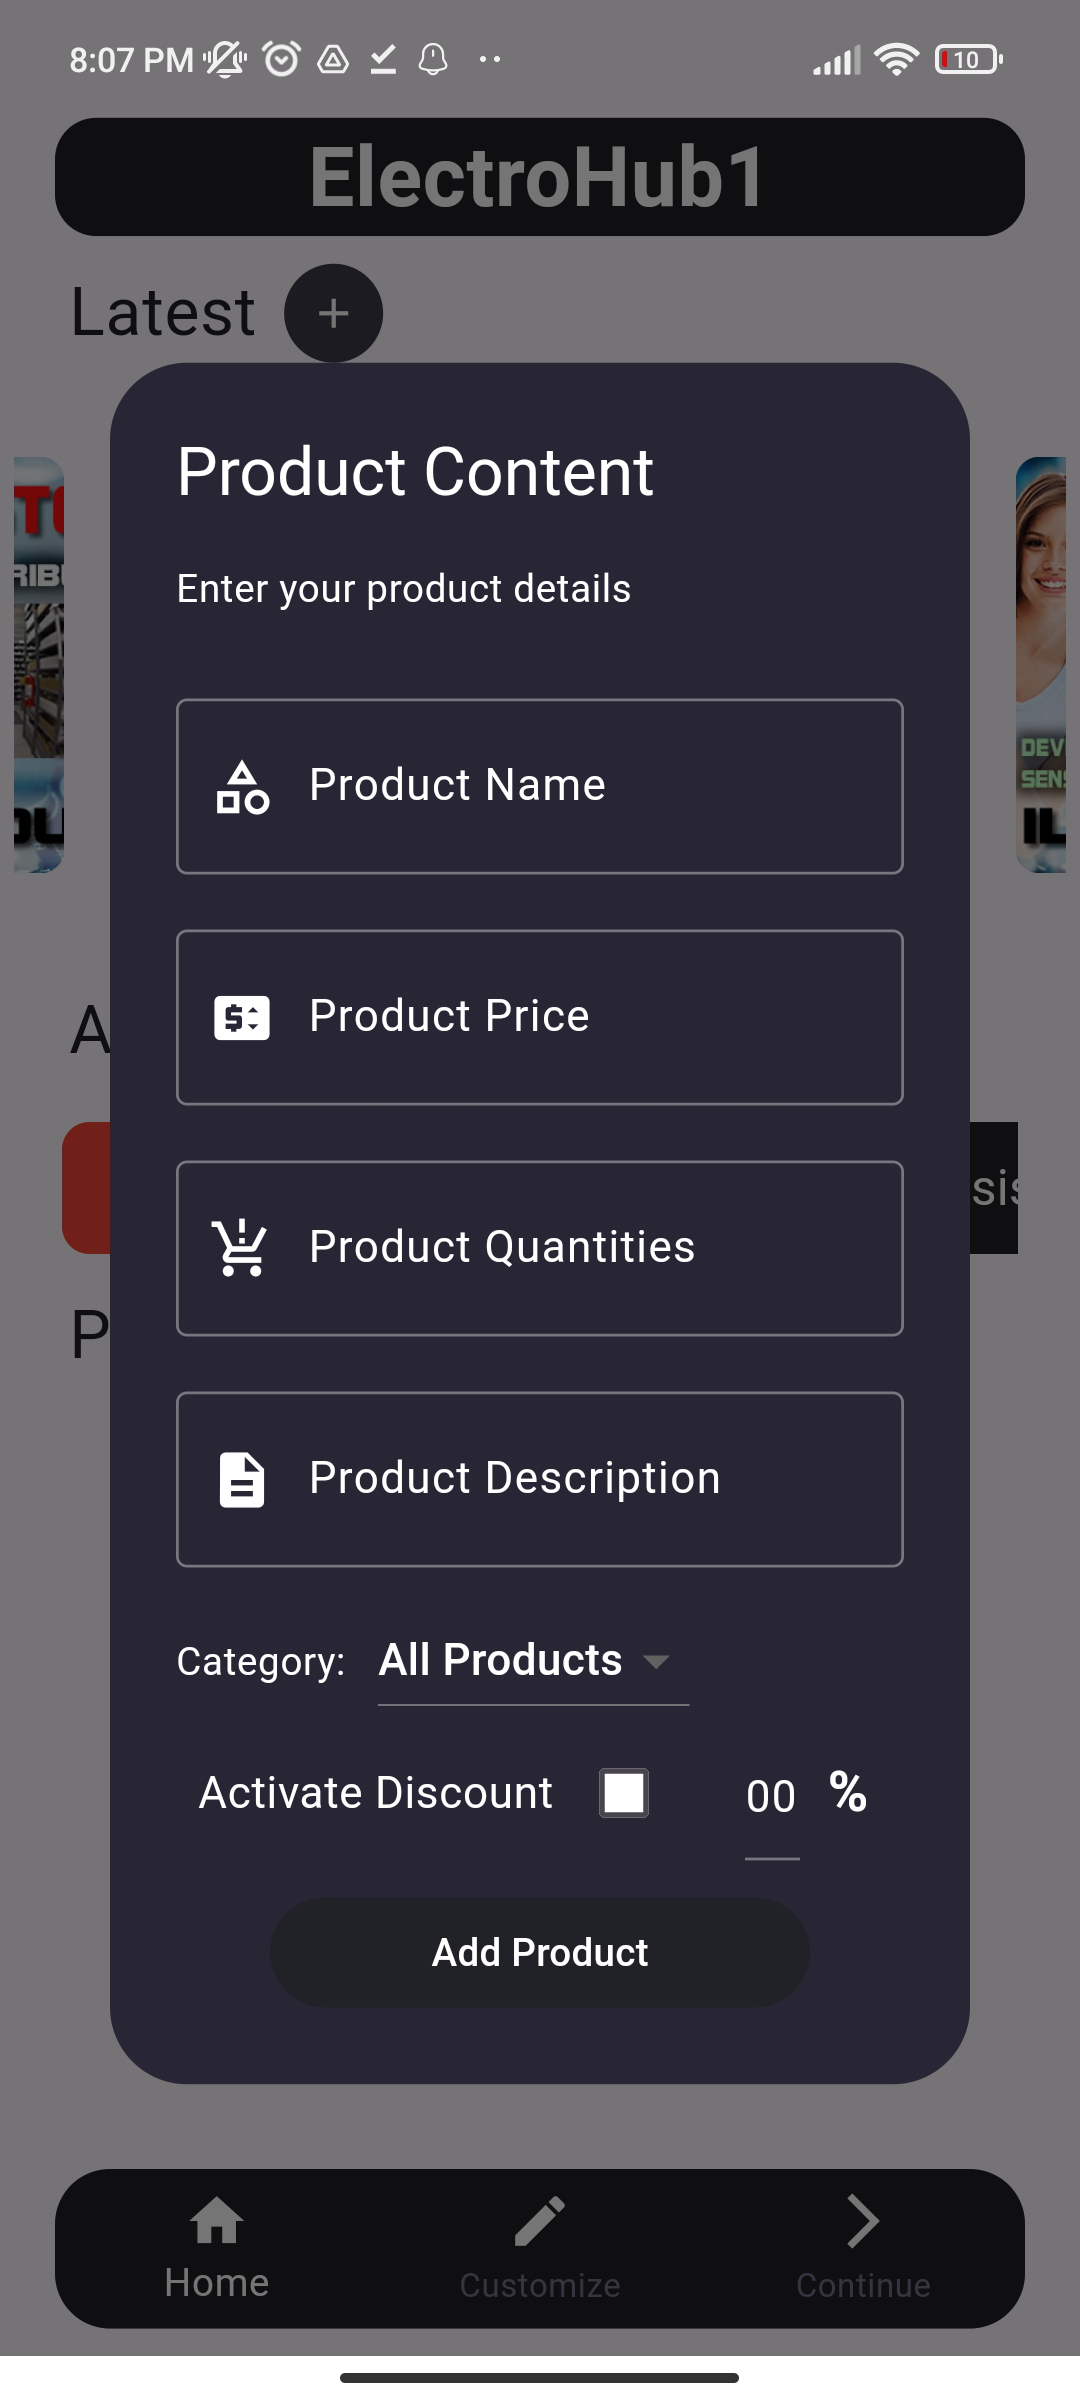 8:07 PM
10
ElectroHub1
Latest
+
Product Content
Enter your product details
Product Name
Product Price
Product Quantities
Product Description
Category: All Products
Activate Discount 00 %
Add Product
Home Customize Continue